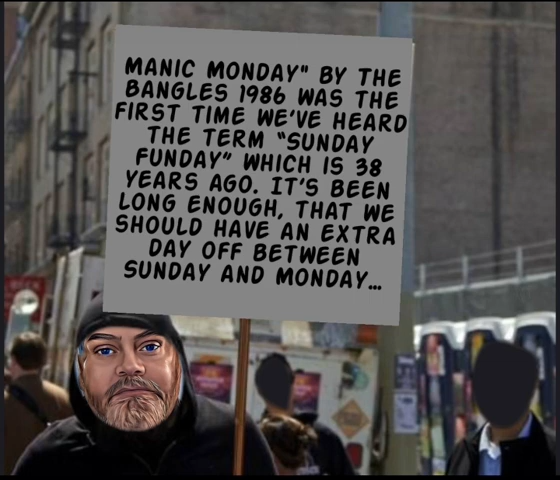 MANIC MONDAY" BY THE
BANGLES 1986 WAS THE
FIRST TIME WE'VE HEARD
THE TERM "SUNDAY
FUNDAY" WHICH IS 38
YEARS AGO. IT'S BEEN
LONG ENOUGH, THAT WE
SHOULD HAVE AN EXTRA
DAY OFF BETWEEN
SUNDAY AND MONDAY...